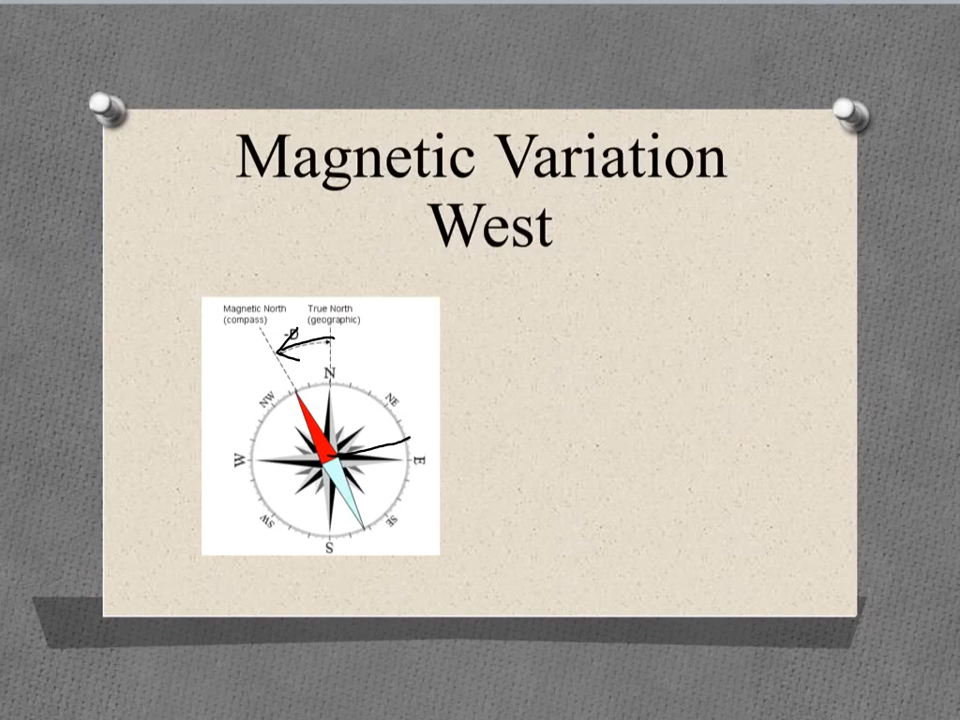 Magnetic Variation
West
Magnetic North
(compass)
True North
(geographic)
-D
N
NW
NE
W
E
SW
SE
S